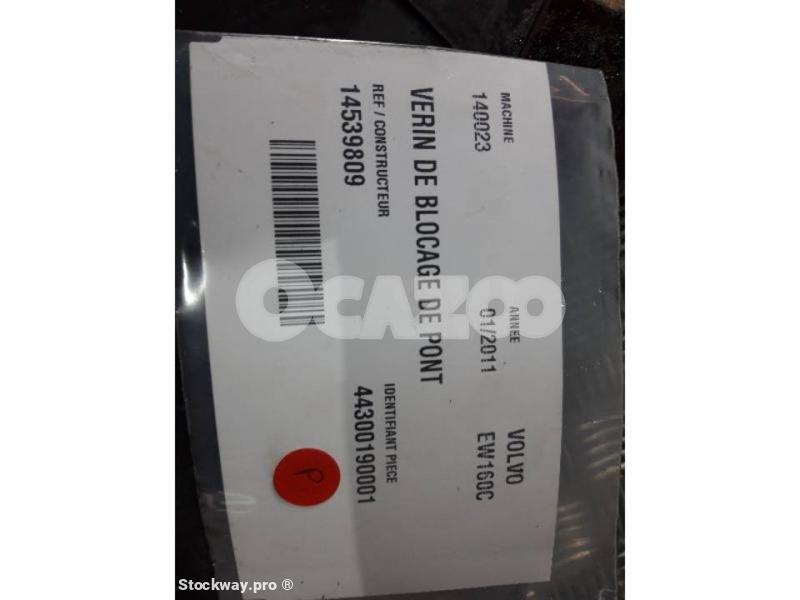 MACHINE ANNÉE VOLVO
140023 01/2011 EW160C
VERIN DE BLOCAGE DE PONT
REF / CONSTRUCTEUR IDENTIFIANT PIECE
14539809 44300190001
P
OCAZOO
Stockway.pro ®